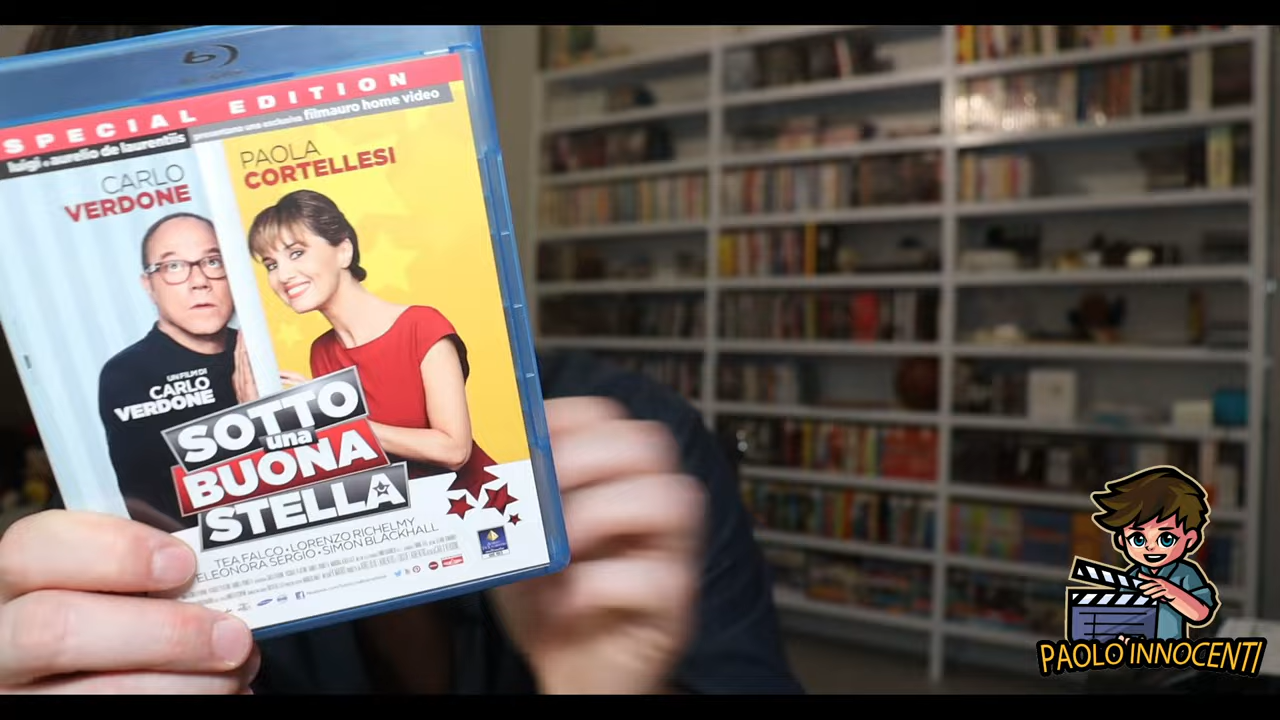 SPECIAL EDITION
luigi e aurelio de laurentiis
presentano una esclusiva filmauro home video
CARLO
VERDONE
PAOLA
CORTELLESI
UN FILM DI
CARLO
VERDONE
SOTTO
una
BUONA
STELLA
TEA FALCO • LORENZO RICHELMY
ELEONORA SERGIO • SIMON BLACKHALL
PAOLO INNOCENTI